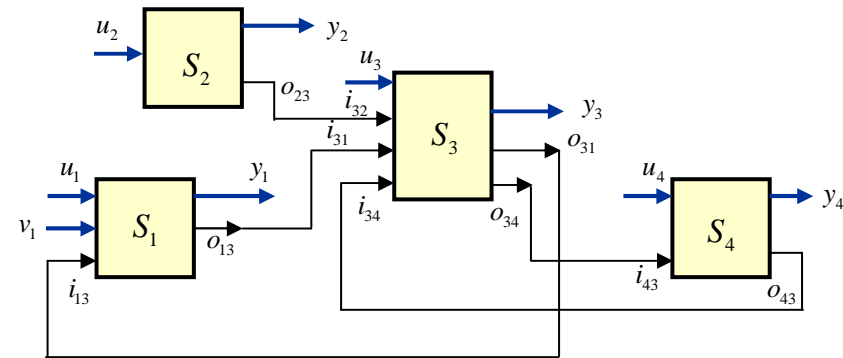 u₂
y₂
S₂
o₂₃
u₃
i₃₂
i₃₁
S₃
y₃
o₃₁
i₃₄
o₃₄
u₁
y₁
v₁
S₁
o₁₃
i₁₃
u₄
y₄
S₄
i₄₃
o₄₃